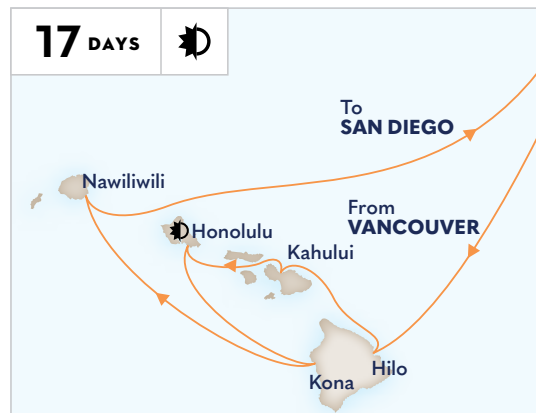 17 DAYS
To
SAN DIEGO
Nawiliwili
From
VANCOUVER
Honolulu
Kahului
Hilo
Kona